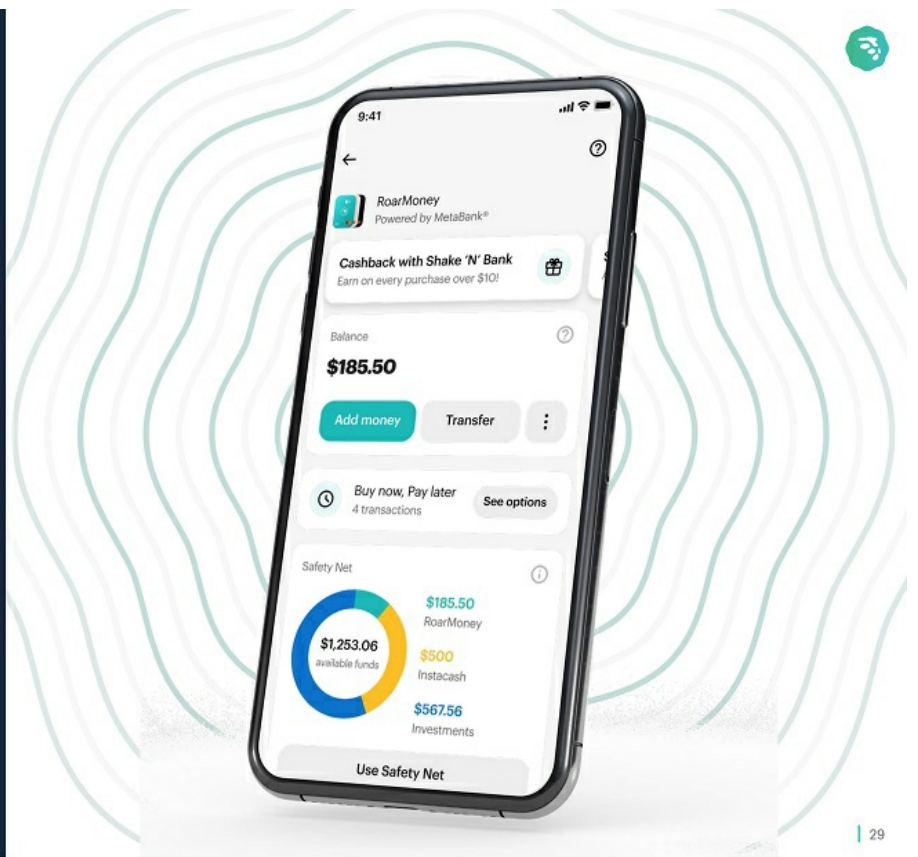 9:41
RoarMoney
Powered by MetaBank®
Cashback with Shake 'N' Bank
Earn on every purchase over $10!
Balance
$185.50
Add money
Transfer
Buy now, Pay later
4 transactions
See options
Safety Net
$1,253.06
available funds
$185.50
RoarMoney
$500
Instacash
$567.56
Investments
Use Safety Net
29